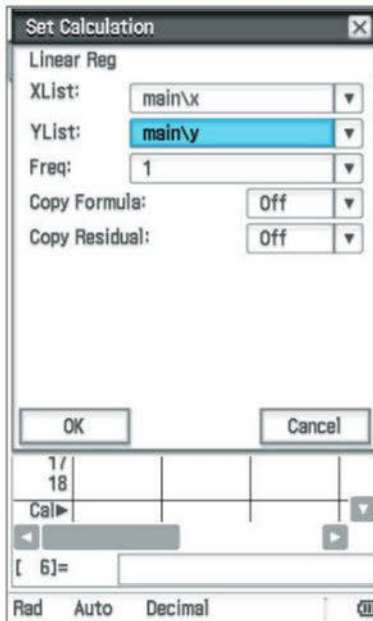 Set Calculation
Linear Reg
XList: main\x
YList: main\y
Freq: 1
Copy Formula: Off
Copy Residual: Off
OK Cancel
17
18
Cal▶
[ 6]=
Rad Auto Decimal